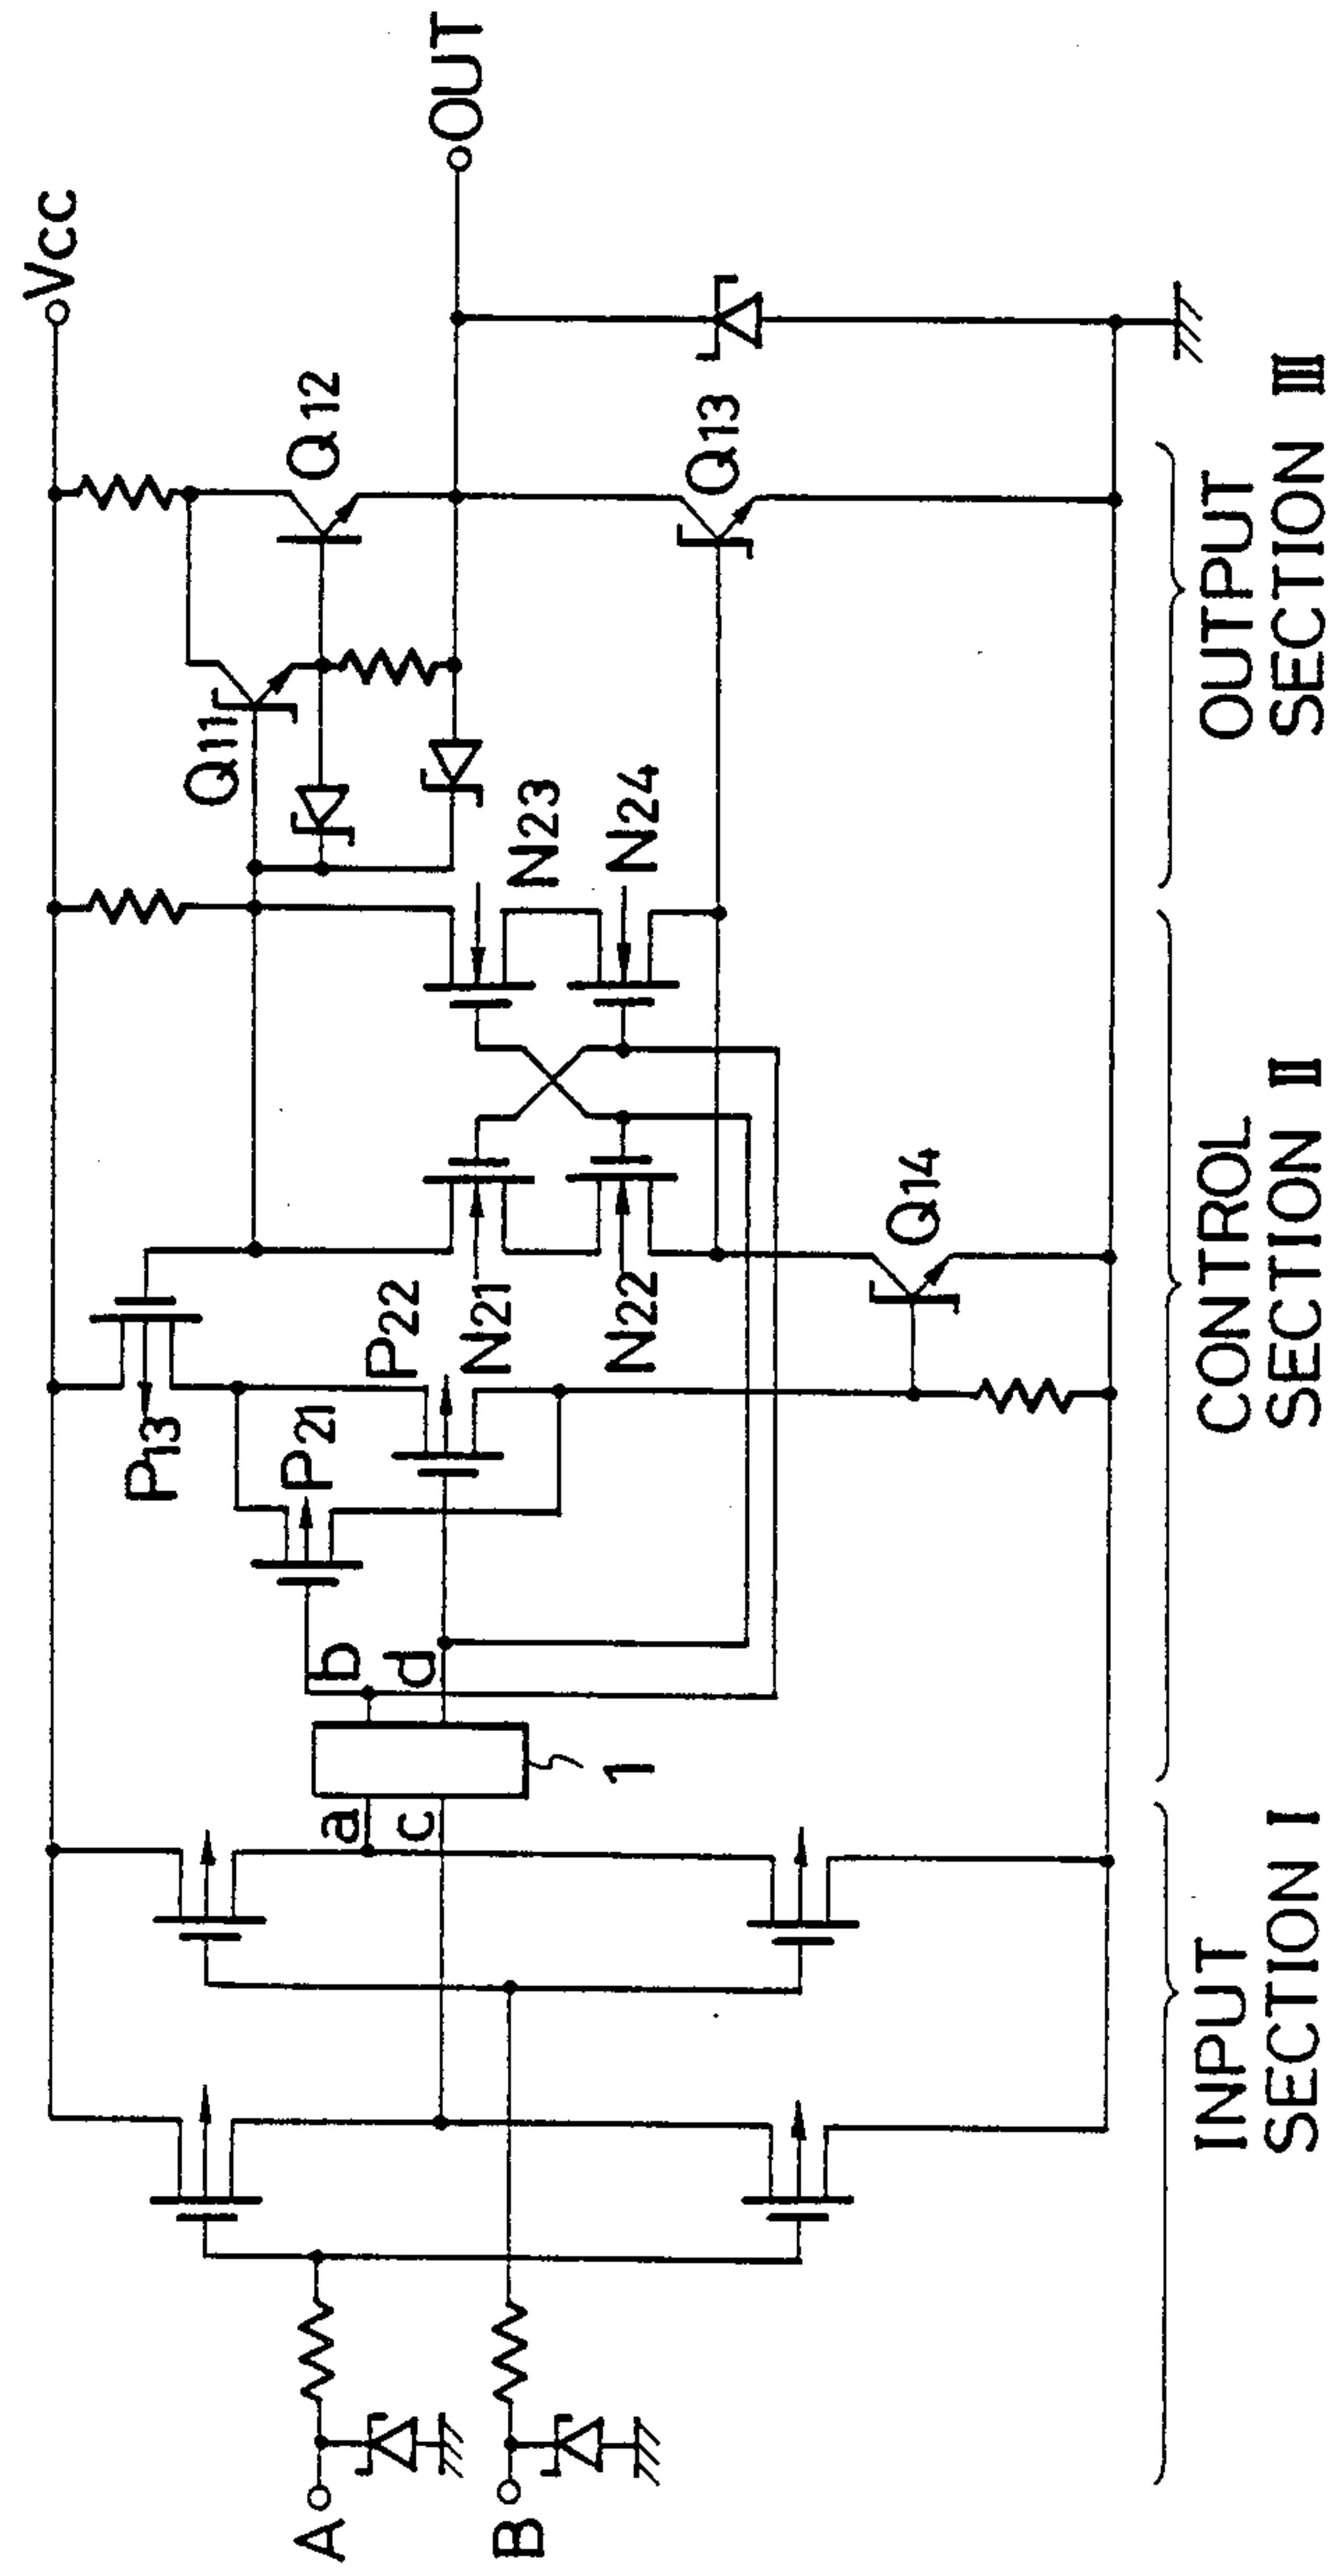 Vcc
OUT
Q12
Q11
Q13
N23
N24
P13
P22
P21
N21
N22
Q14
b
d
a
c
1
A
B
INPUT
SECTION I
CONTROL
SECTION II
OUTPUT
SECTION III